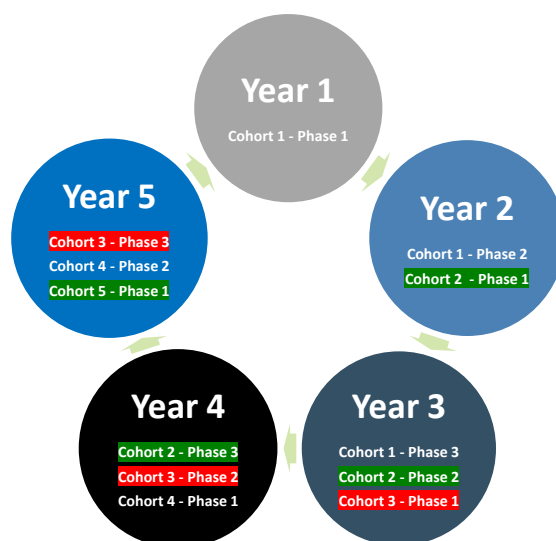 Year 1
Cohort 1 - Phase 1
Year 2
Cohort 1 - Phase 2
Cohort 2 - Phase 1
Year 3
Cohort 1 - Phase 3
Cohort 2 - Phase 2
Cohort 3 - Phase 1
Year 4
Cohort 2 - Phase 3
Cohort 3 - Phase 2
Cohort 4 - Phase 1
Year 5
Cohort 3 - Phase 3
Cohort 4 - Phase 2
Cohort 5 - Phase 1